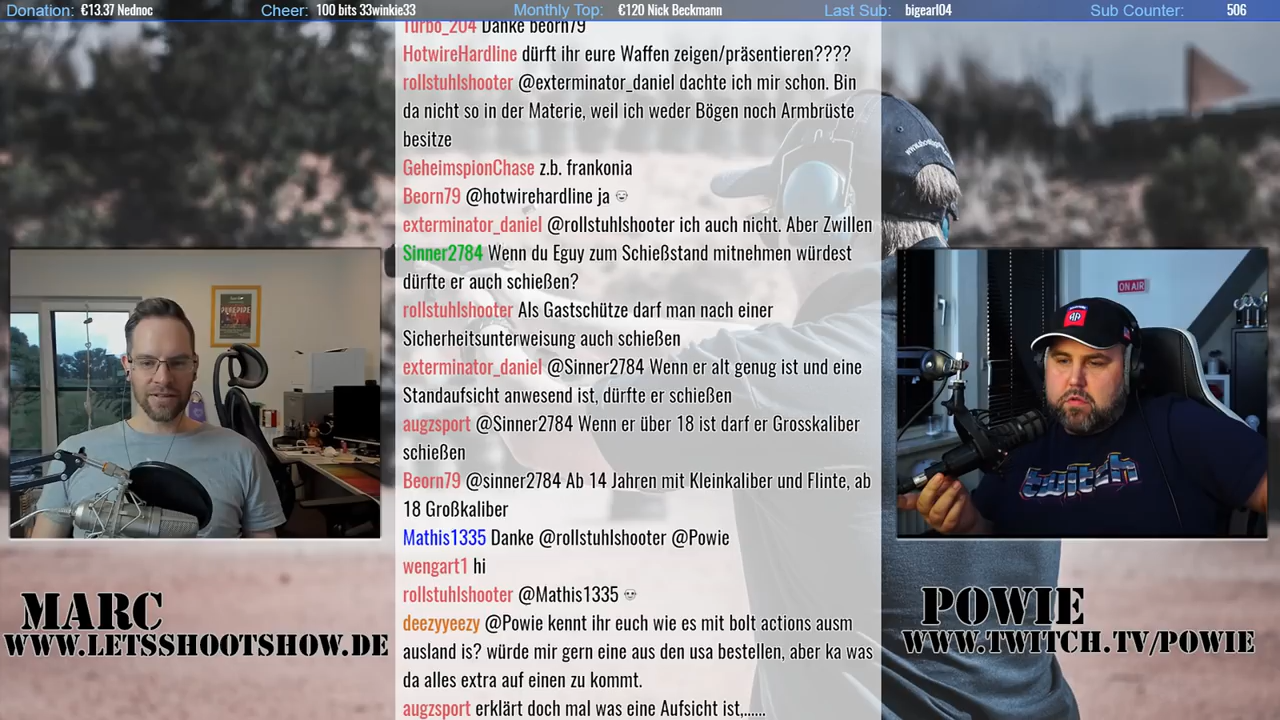 Donation: €13.37 Nednoc Cheer: 100 bits 33winkie33 Monthly Top: €120 Nick Beckmann Last Sub: bigearl04 Sub Counter: 506
Turbo_204 Danke beorn79
HotwireHardline dürft ihr eure Waffen zeigen/präsentieren????
rollstuhlshooter @exterminator_daniel dachte ich mir schon. Bin
da nicht so in der Materie, weil ich weder Bögen noch Armbrüste
besitze
GeheimspionChase z.b. frankonia
Beorn79 @hotwirehardline ja
exterminator_daniel @rollstuhlshooter ich auch nicht. Aber Zwillen
Sinner2784 Wenn du Eguy zum Schießstand mitnehmen würdest
dürfte er auch schießen?
rollstuhlshooter Als Gastschütze darf man nach einer
Sicherheitsunterweisung auch schießen
exterminator_daniel @Sinner2784 Wenn er alt genug ist und eine
Standaufsicht anwesend ist, dürfte er schießen
augzsport @Sinner2784 Wenn er über 18 ist darf er Grosskaliber
schießen
Beorn79 @sinner2784 Ab 14 Jahren mit Kleinkaliber und Flinte, ab
18 Großkaliber
Mathis1335 Danke @rollstuhlshooter @Powie
wengart1 hi
rollstuhlshooter @Mathis1335
deezyyeezy @Powie kennt ihr euch wie es mit bolt actions ausm
ausland is? würde mir gern eine aus den usa bestellen, aber ka was
da alles extra auf einen zu kommt.
augzsport erklärt doch mal was eine Aufsicht ist,......
ON AIR
twitch
MARC
WWW.LETSSHOOTSHOW.DE
POWIE
WWW.TWITCH.TV/POWIE